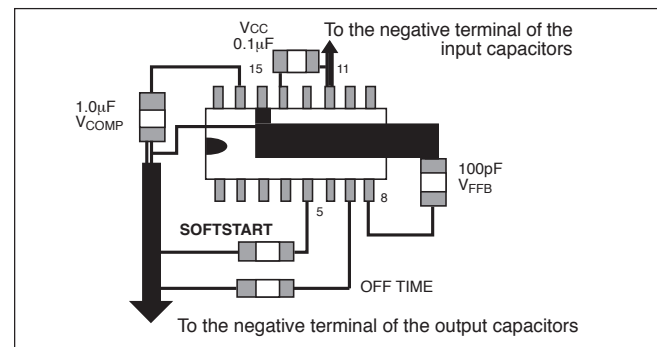 VCC
0.1µF
To the negative terminal of the
input capacitors
15
11
1.0µF
VCOMP
100pF
VFFB
5
8
SOFTSTART
OFF TIME
To the negative terminal of the output capacitors